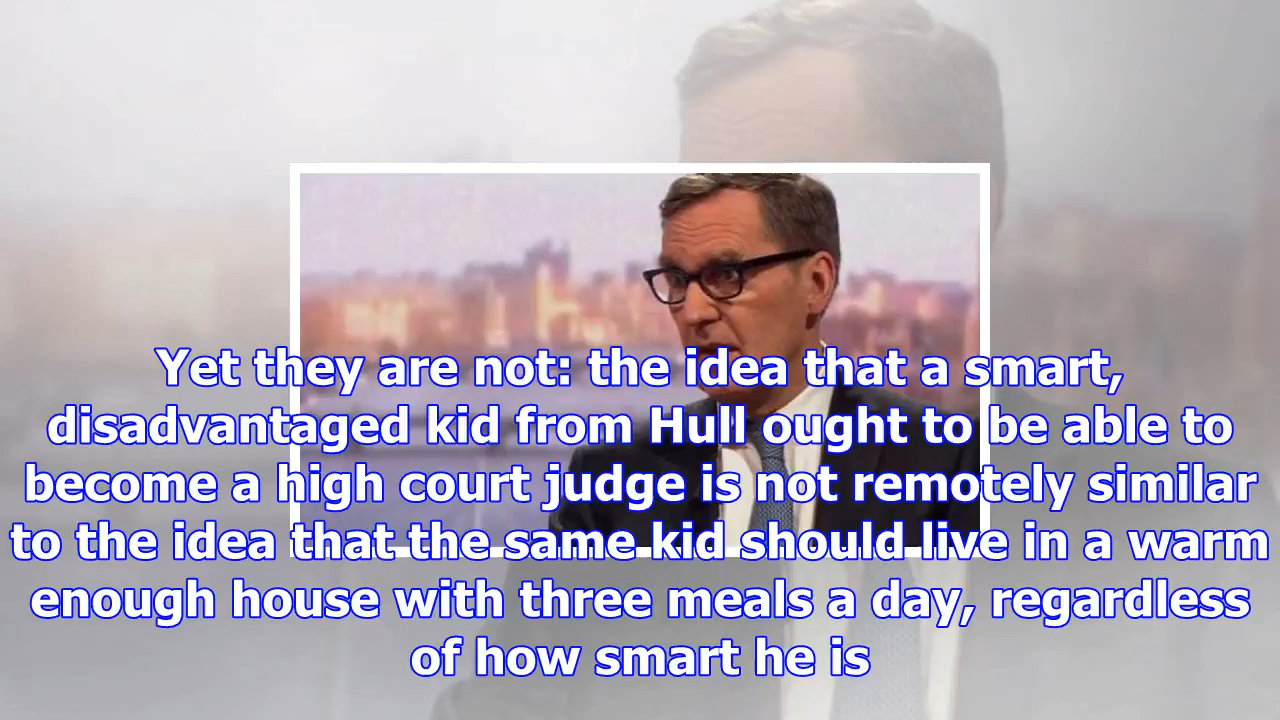 Yet they are not: the idea that a smart,
disadvantaged kid from Hull ought to be able to
become a high court judge is not remotely similar
to the idea that the same kid should live in a warm
enough house with three meals a day, regardless
of how smart he is